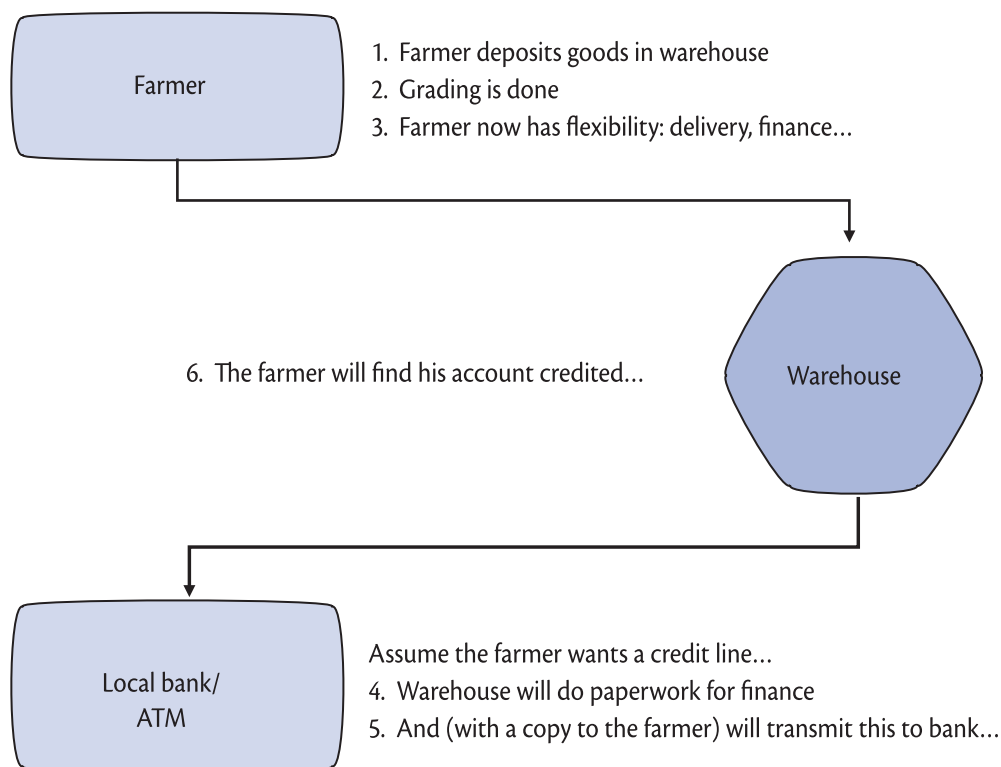 Farmer
1. Farmer deposits goods in warehouse
2. Grading is done
3. Farmer now has flexibility: delivery, finance...
6. The farmer will find his account credited...
Warehouse
Local bank/
ATM
Assume the farmer wants a credit line...
4. Warehouse will do paperwork for finance
5. And (with a copy to the farmer) will transmit this to bank...